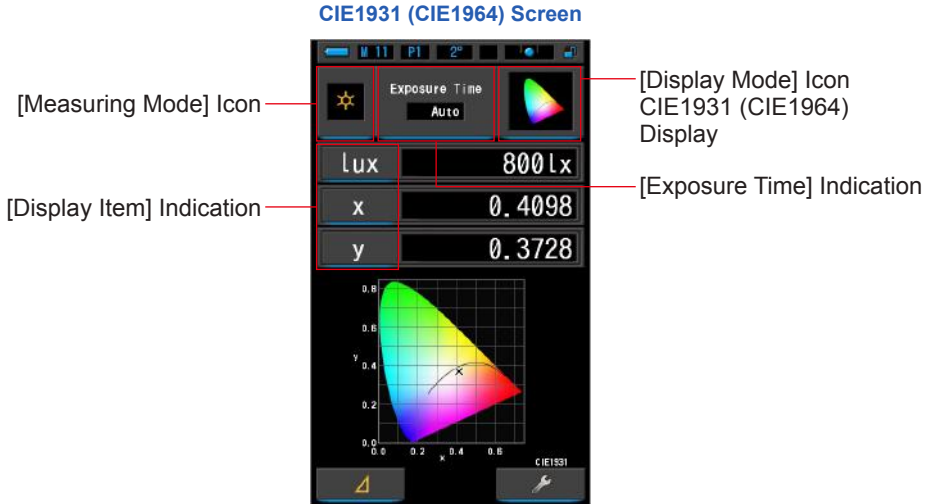 CIE1931 (CIE1964) Screen
M 11 P1 2°
[Measuring Mode] Icon
Exposure Time
Auto
[Display Mode] Icon
CIE1931 (CIE1964)
Display
[Exposure Time] Indication
[Display Item] Indication
lux 800lx
x 0.4098
y 0.3728
0.8
0.6
y
0.4
0.2
0.0
0.0 0.2 x 0.4 0.6
CIE1931